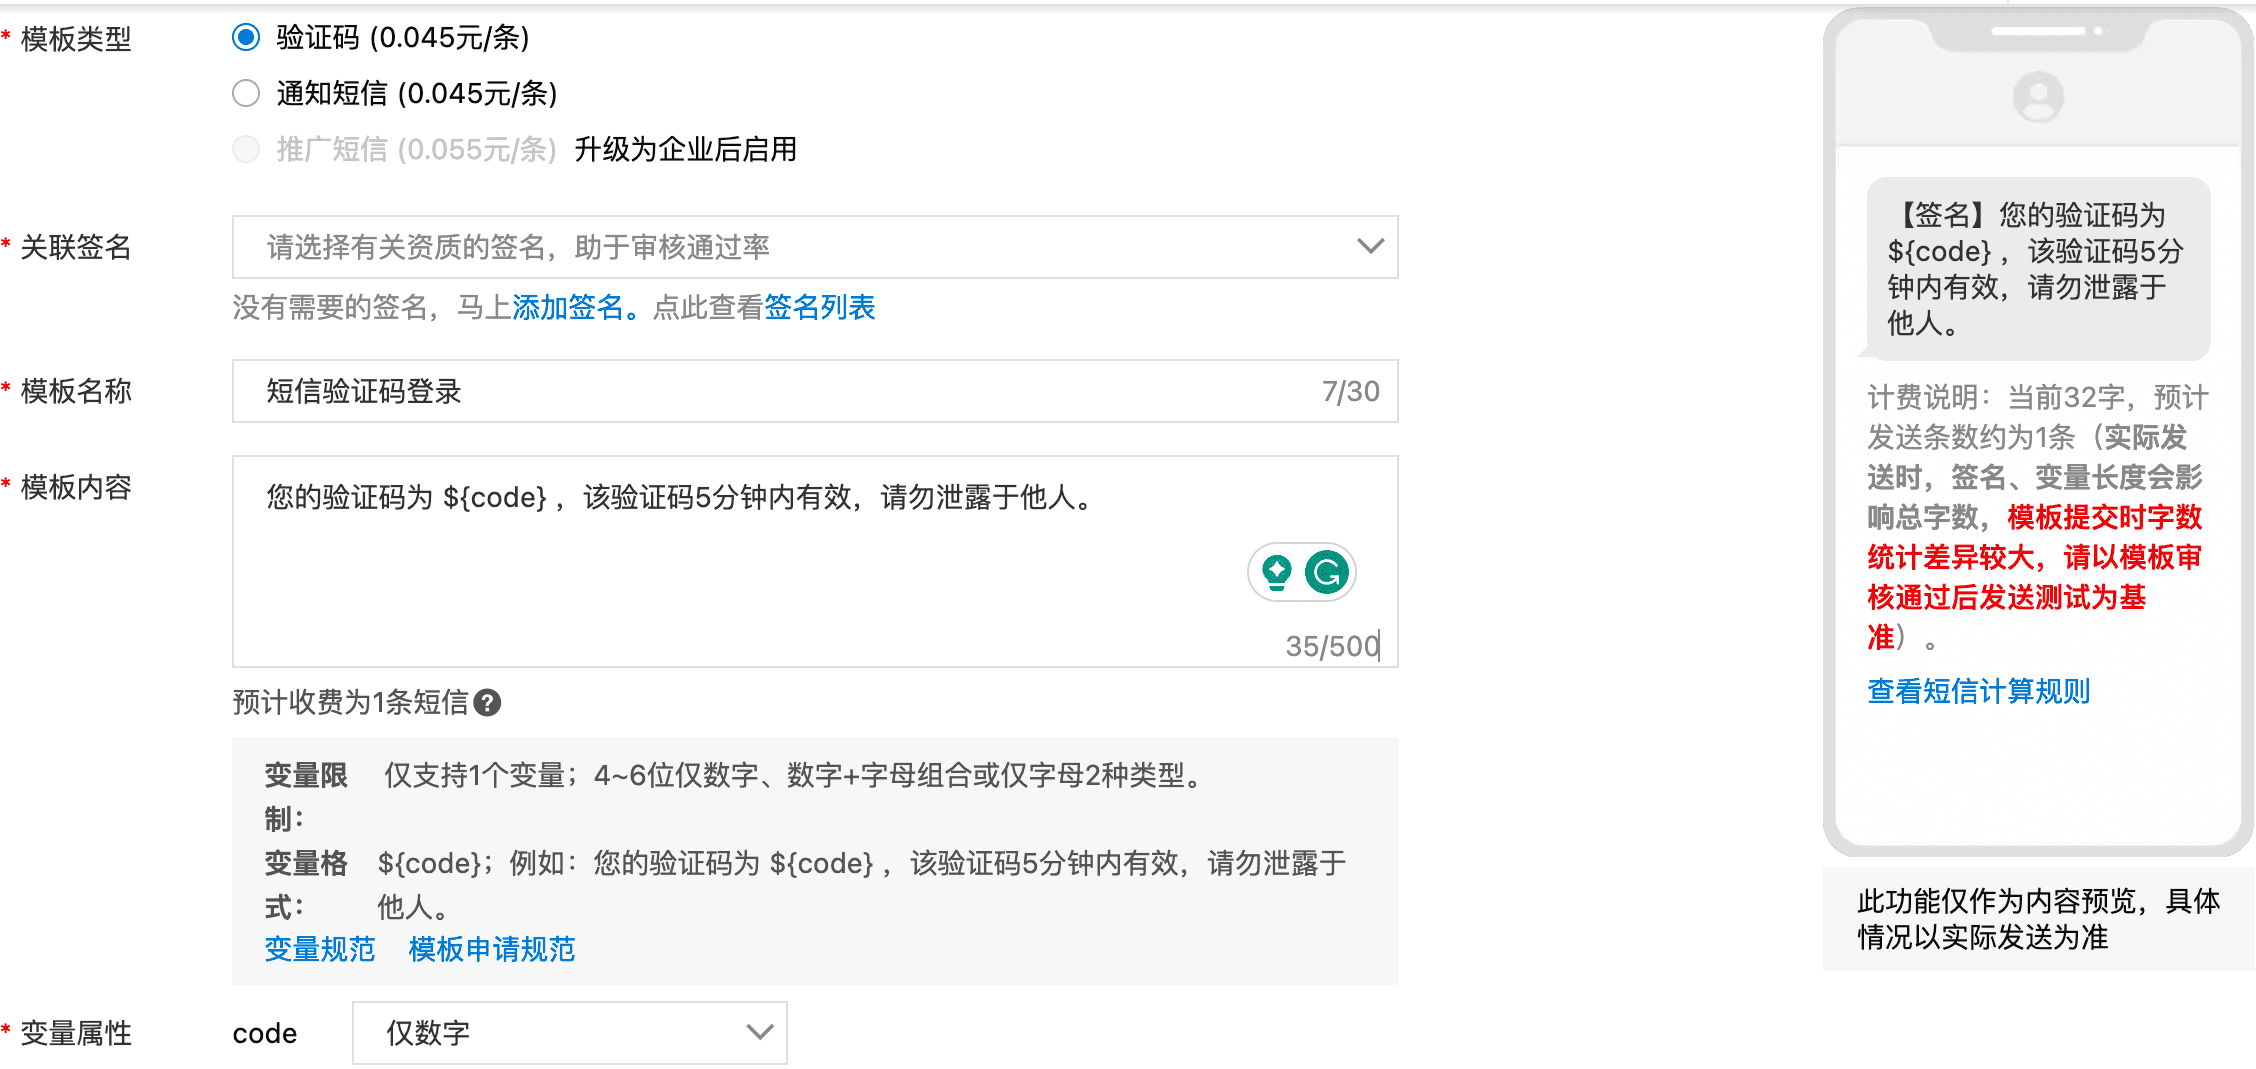 * 模板类型
验证码 (0.045元/条)
通知短信 (0.045元/条)
推广短信 (0.055元/条) 升级为企业后启用
* 关联签名
请选择有关资质的签名，助于审核通过率
没有需要的签名，马上添加签名。点此查看签名列表
* 模板名称
短信验证码登录
7/30
* 模板内容
您的验证码为 ${code} ，该验证码5分钟内有效，请勿泄露于他人。
35/500
预计收费为1条短信
?
变量限制：
仅支持1个变量；4~6位仅数字、数字+字母组合或仅字母2种类型。
变量格式：
${code}；例如：您的验证码为 ${code} ，该验证码5分钟内有效，请勿泄露于
他人。
变量规范 模板申请规范
* 变量属性
code
仅数字
【签名】您的验证码为
${code} ，该验证码5分
钟内有效，请勿泄露于
他人。
计费说明：当前32字，预计
发送条数约为1条（实际发
送时，签名、变量长度会影
响总字数，模板提交时字数
统计差异较大，请以模板审
核通过后发送测试为基
准）。
查看短信计算规则
此功能仅作为内容预览，具体
情况以实际发送为准